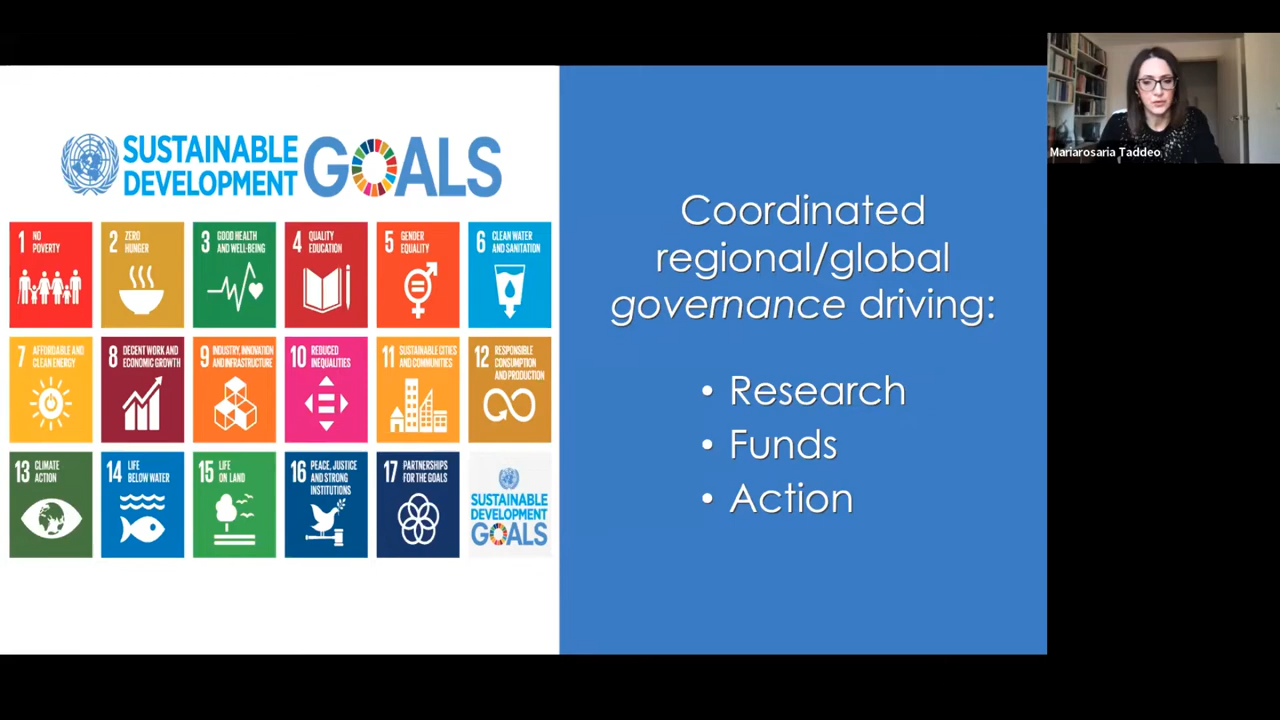 SUSTAINABLE
DEVELOPMENT
GOALS
1 NO
POVERTY
2 ZERO
HUNGER
3 GOOD HEALTH
AND WELL-BEING
4 QUALITY
EDUCATION
5 GENDER
EQUALITY
6 CLEAN WATER
AND SANITATION
7 AFFORDABLE AND
CLEAN ENERGY
8 DECENT WORK AND
ECONOMIC GROWTH
9 INDUSTRY, INNOVATION
AND INFRASTRUCTURE
10 REDUCED
INEQUALITIES
11 SUSTAINABLE CITIES
AND COMMUNITIES
12 RESPONSIBLE
CONSUMPTION
AND PRODUCTION
13 CLIMATE
ACTION
14 LIFE
BELOW WATER
15 LIFE
ON LAND
16 PEACE, JUSTICE
AND STRONG
INSTITUTIONS
17 PARTNERSHIPS
FOR THE GOALS
SUSTAINABLE
DEVELOPMENT
GOALS
Coordinated
regional/global
governance driving:
• Research
• Funds
• Action
Mariarosaria Taddeo